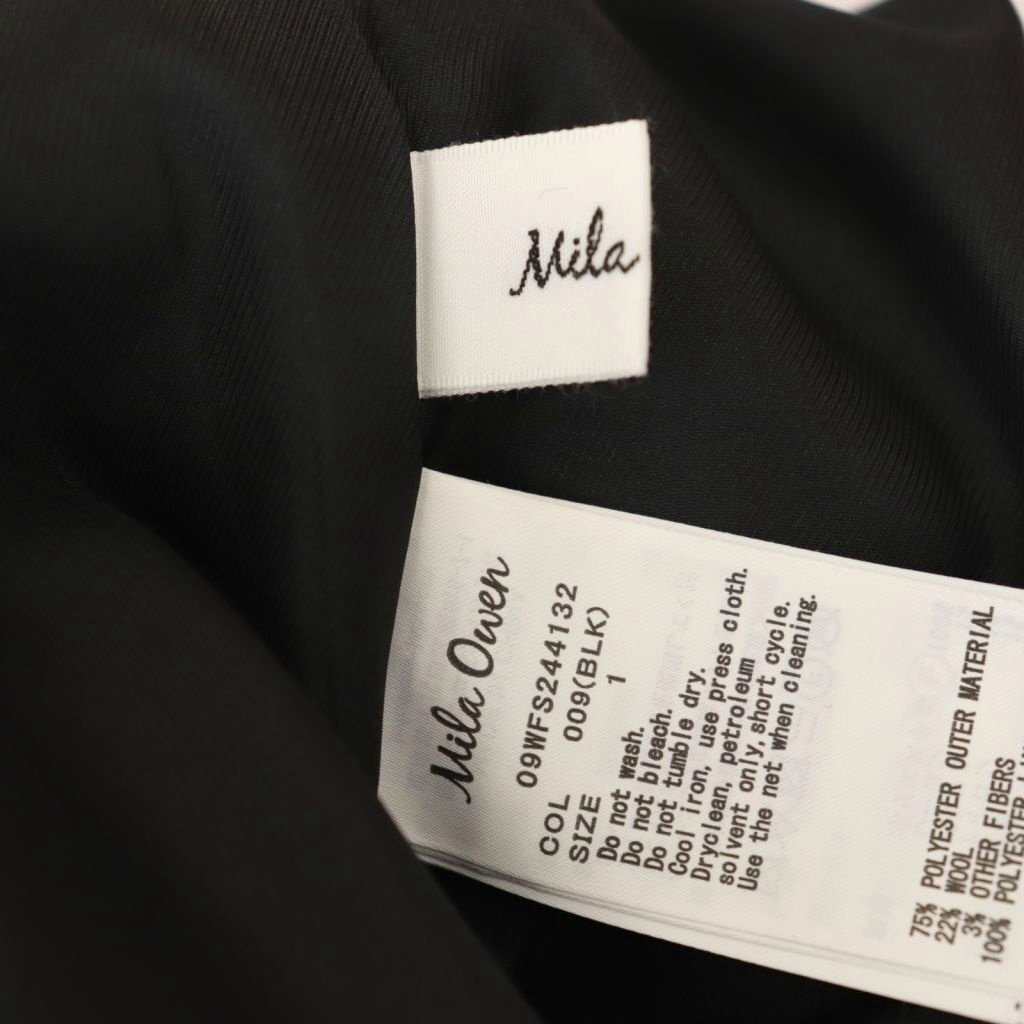 Mila
Mila Owen
09WFS244132
COL 009(BLK)
SIZE 1
Do not wash.
Do not bleach.
Do not tumble dry.
Cool iron, use press cloth.
Dryclean, petroleum
solvent only,short cycle.
Use the net when cleaning.
75% POLYESTER OUTER MATERIAL
22% WOOL
3% OTHER FIBERS
100% POLYESTER